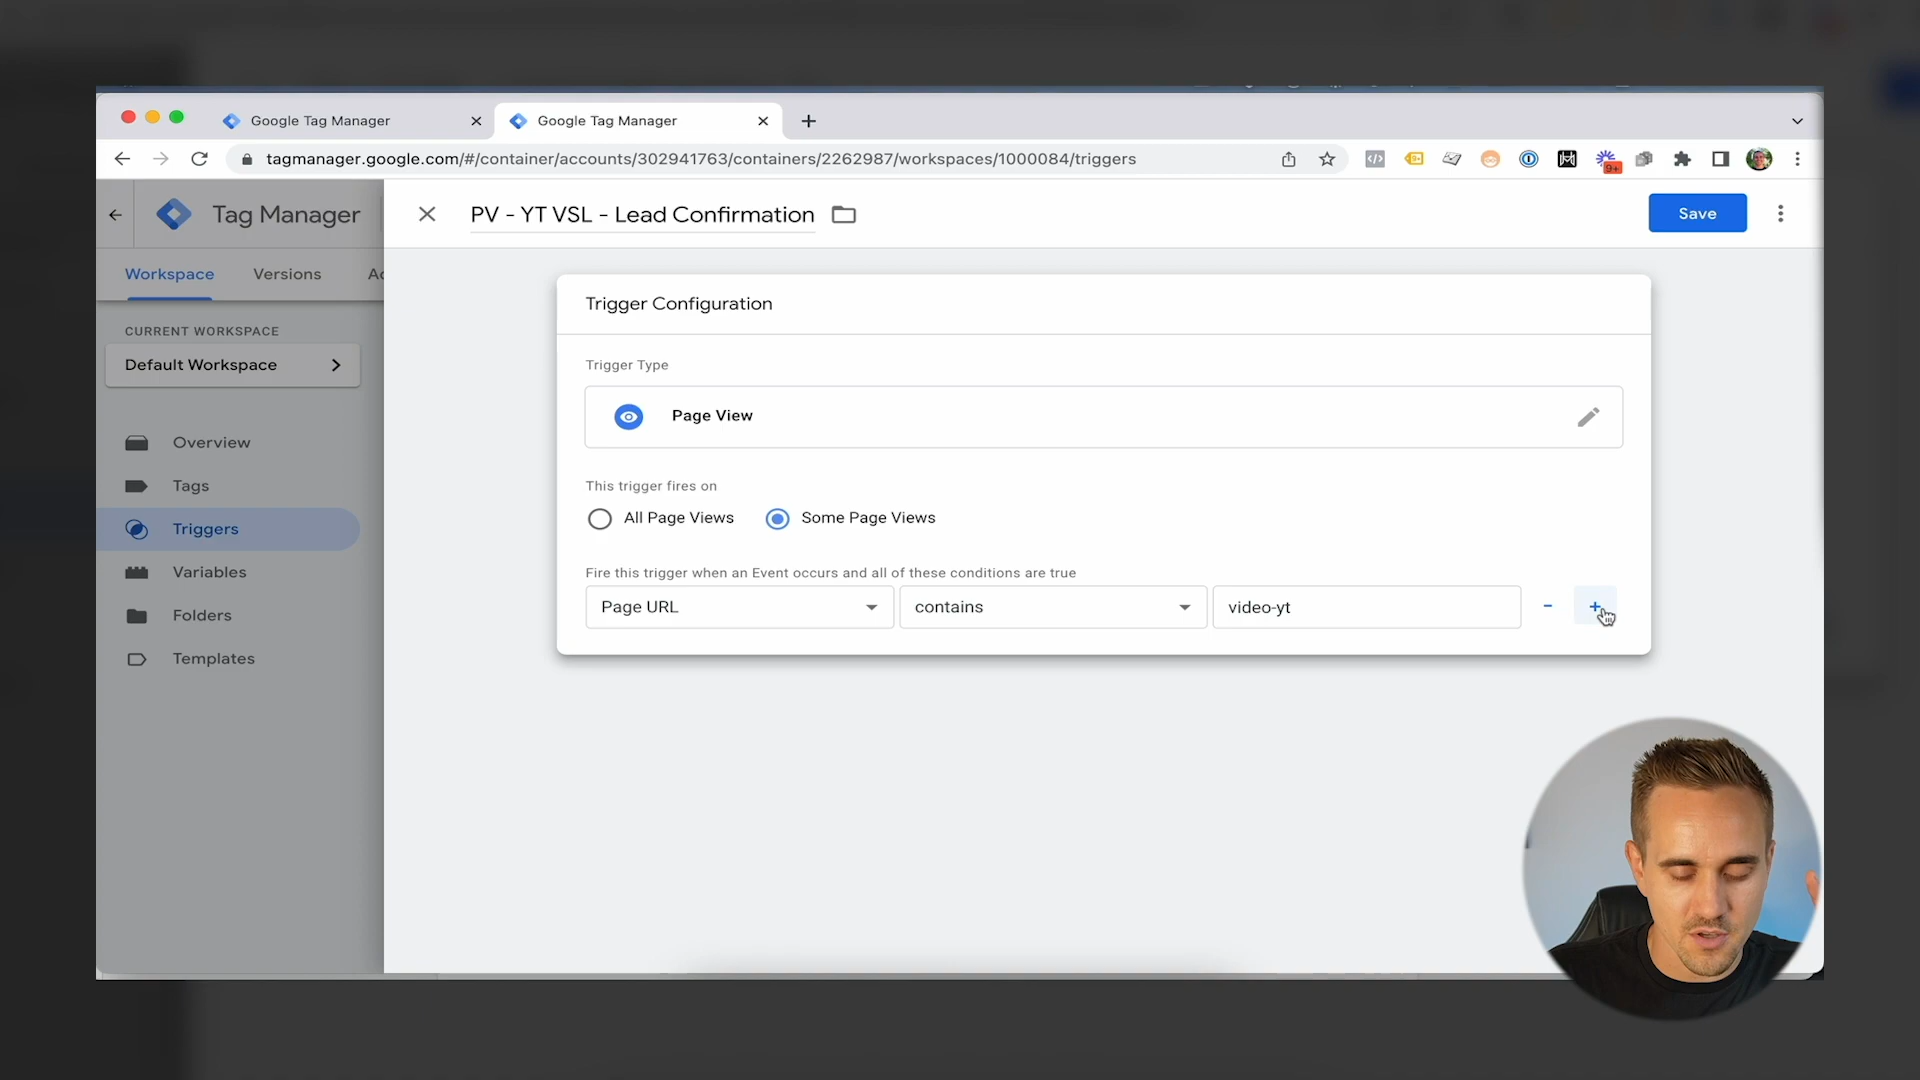 Google Tag Manager
Google Tag Manager
tagmanager.google.com/#/container/accounts/302941763/containers/2262987/workspaces/1000084/triggers
9+
Tag Manager
PV - YT VSL - Lead Confirmation
Save
Workspace
Versions
Ad
CURRENT WORKSPACE
Default Workspace
Overview
Tags
Triggers
Variables
Folders
Templates
Trigger Configuration
Trigger Type
Page View
This trigger fires on
All Page Views
Some Page Views
Fire this trigger when an Event occurs and all of these conditions are true
Page URL
contains
video-yt